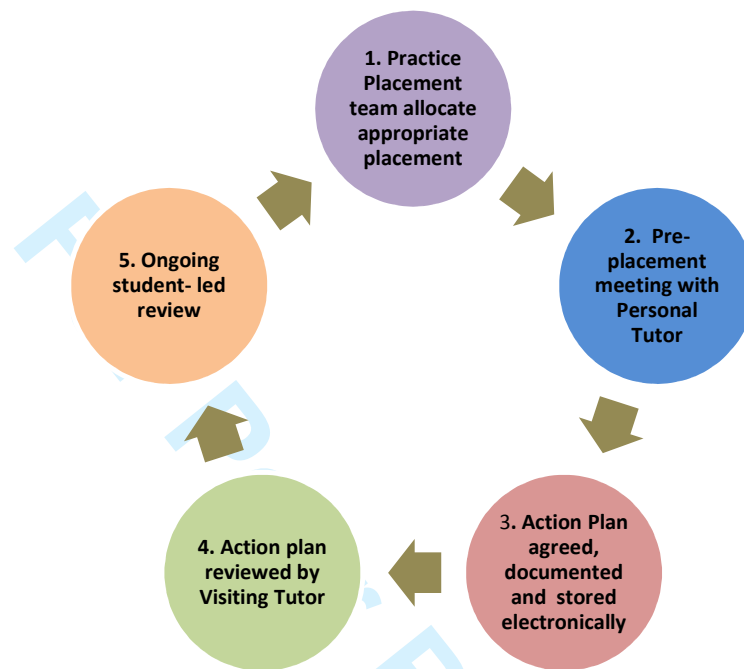 1. Practice
Placement
team allocate
appropriate
placement
2. Pre-
placement
meeting with
Personal
Tutor
3. Action Plan
agreed,
documented
and stored
electronically
4. Action plan
reviewed by
Visiting Tutor
5. Ongoing
student- led
review